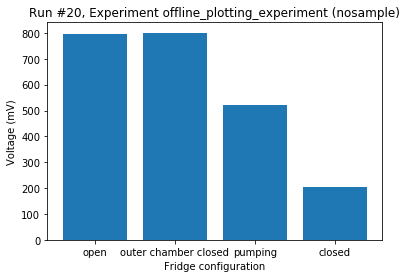 Run #20, Experiment offline_plotting_experiment (nosample)
Voltage (mV)
800
700
600
500
400
300
200
100
0
open outer chamber closed pumping closed
Fridge configuration